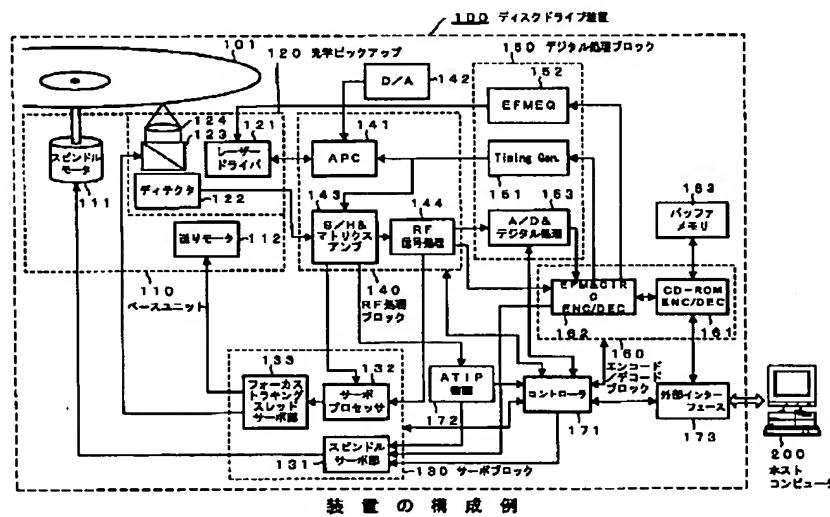 100 ディスクドライブ装置
101
120 光学ピックアップ
150 デジタル処理ブロック
D/A
142
152
EFMEQ
124
123
121
レーザー
ドライバ
141
APC
Timing Gen.
151
スピンドル
モータ
111
ディテクタ
122
143
S/H&
マトリクス
アンプ
144
RF
信号処理
153
A/D&
デジタル処理
163
バッファ
メモリ
送りモータ
112
110
ベースユニット
140
RF処理
ブロック
EFM&CIR
C
ENC/DEC
162
CD-ROM
ENC/DEC
161
160
エンコード
/デコード
ブロック
133
フォーカス
トラキング
スレッド
サーボ部
132
サーボ
プロセッサ
ATIP
172
コントローラ
171
外部インター
フェース
173
スピンドル
サーボ部
131
130 サーボブロック
200
ホスト
コンピュータ
装置の構成例